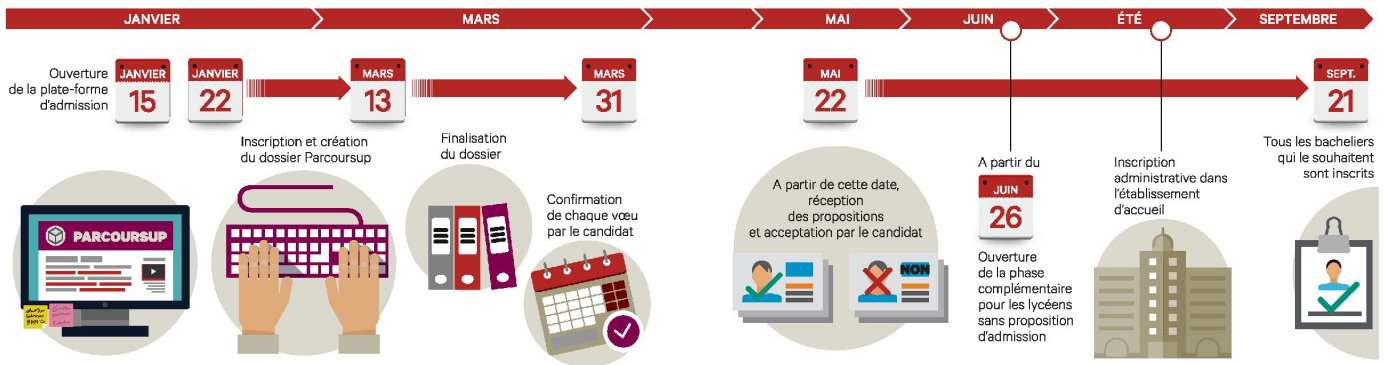 JANVIER
MARS
MAI
JUIN
ÉTÉ
SEPTEMBRE
Ouverture
de la plate-forme
d'admission
JANVIER
15
JANVIER
22
MARS
13
MARS
31
MAI
22
SEPT.
21
Inscription et création
du dossier Parcoursup
Finalisation
du dossier
Confirmation
de chaque vœu
par le candidat
A partir de cette date,
réception
des propositions
et acceptation par le candidat
NON
A partir du
JUIN
26
Ouverture
de la phase
complémentaire
pour les lycéens
sans proposition
d'admission
Inscription
administrative dans
l'établissement
d'accueil
Tous les bacheliers
qui le souhaitent
sont inscrits
PARCOURSUP